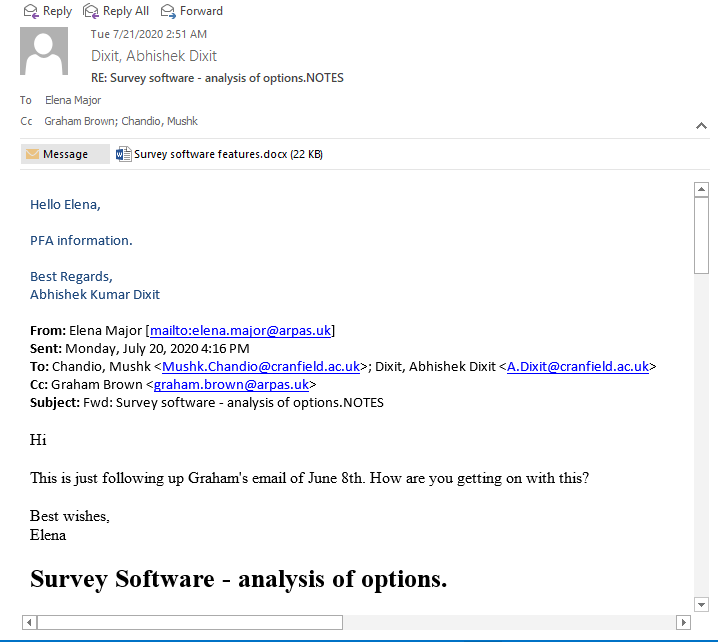 Reply Reply All Forward
Tue 7/21/2020 2:51 AM
Dixit, Abhishek Dixit
RE: Survey software - analysis of options.NOTES
To Elena Major
Cc Graham Brown; Chandio, Mushk
Message Survey software features.docx (22 KB)
Hello Elena,
PFA information.
Best Regards,
Abhishek Kumar Dixit
From: Elena Major [mailto:elena.major@arpas.uk]
Sent: Monday, July 20, 2020 4:16 PM
To: Chandio, Mushk <Mushk.Chandio@cranfield.ac.uk>; Dixit, Abhishek Dixit <A.Dixit@cranfield.ac.uk>
Cc: Graham Brown <graham.brown@arpas.uk>
Subject: Fwd: Survey software - analysis of options.NOTES
Hi
This is just following up Graham's email of June 8th. How are you getting on with this?
Best wishes,
Elena
Survey Software - analysis of options.